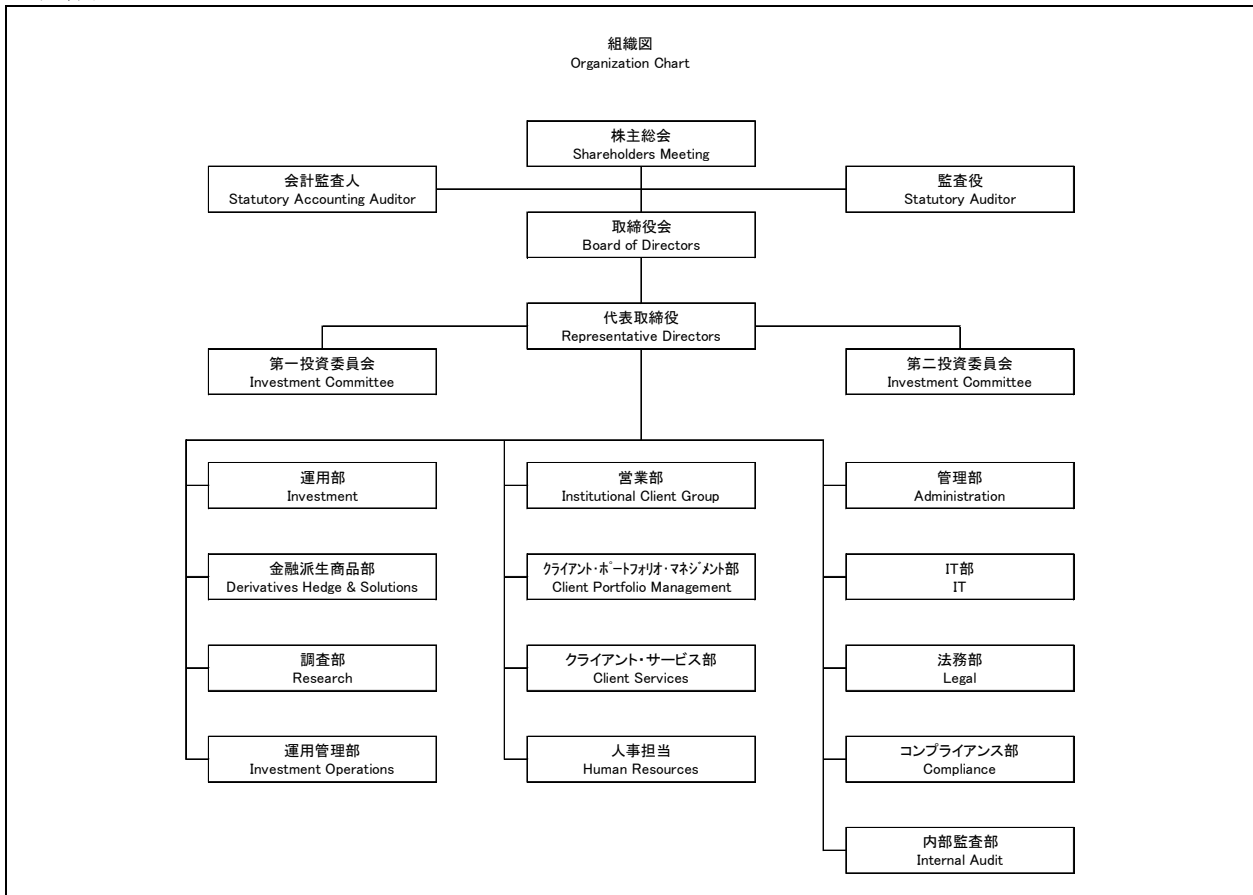 組織図
Organization Chart
株主総会
Shareholders Meeting
会計監査人
Statutory Accounting Auditor
監査役
Statutory Auditor
取締役会
Board of Directors
代表取締役
Representative Directors
第一投資委員会
Investment Committee
第二投資委員会
Investment Committee
運用部
Investment
営業部
Institutional Client Group
管理部
Administration
金融派生商品部
Derivatives Hedge & Solutions
クライアント・ポートフォリオ・マネジメント部
Client Portfolio Management
IT部
IT
調査部
Research
クライアント・サービス部
Client Services
法務部
Legal
運用管理部
Investment Operations
人事担当
Human Resources
コンプライアンス部
Compliance
内部監査部
Internal Audit